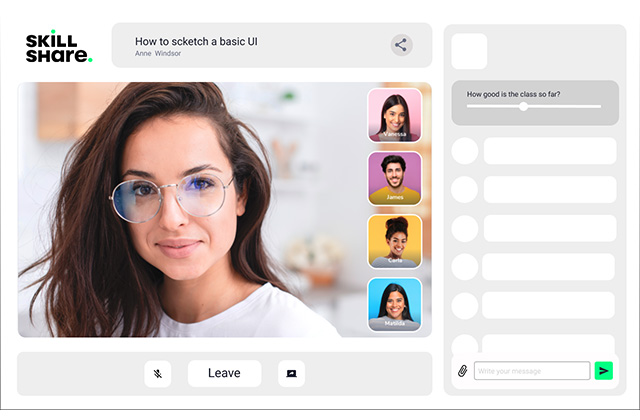 SKiLL
SHare.
How to scketch a basic UI
Anne Windsor
How good is the class so far?
Vanessa
James
Carla
Matilda
Leave
Write your message